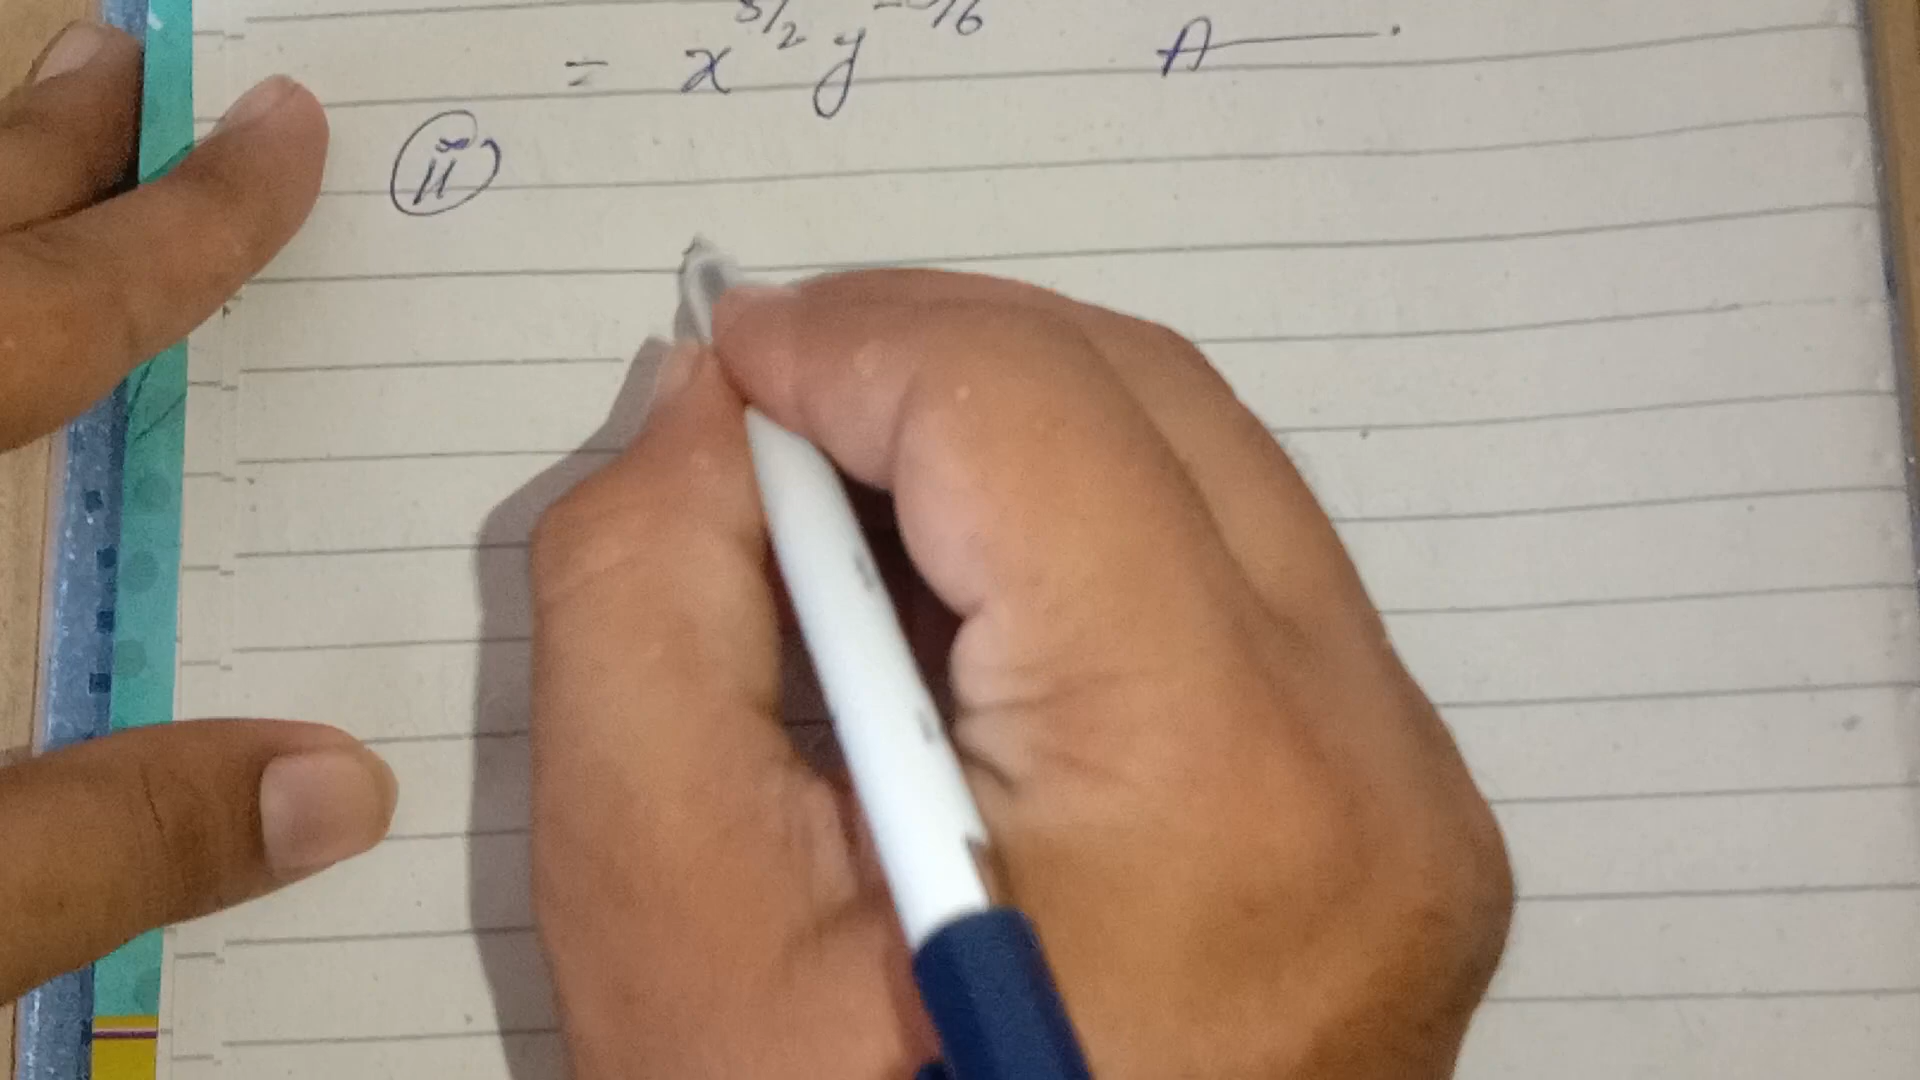 = x^{5/2} y^{-5/6} A
(ii)